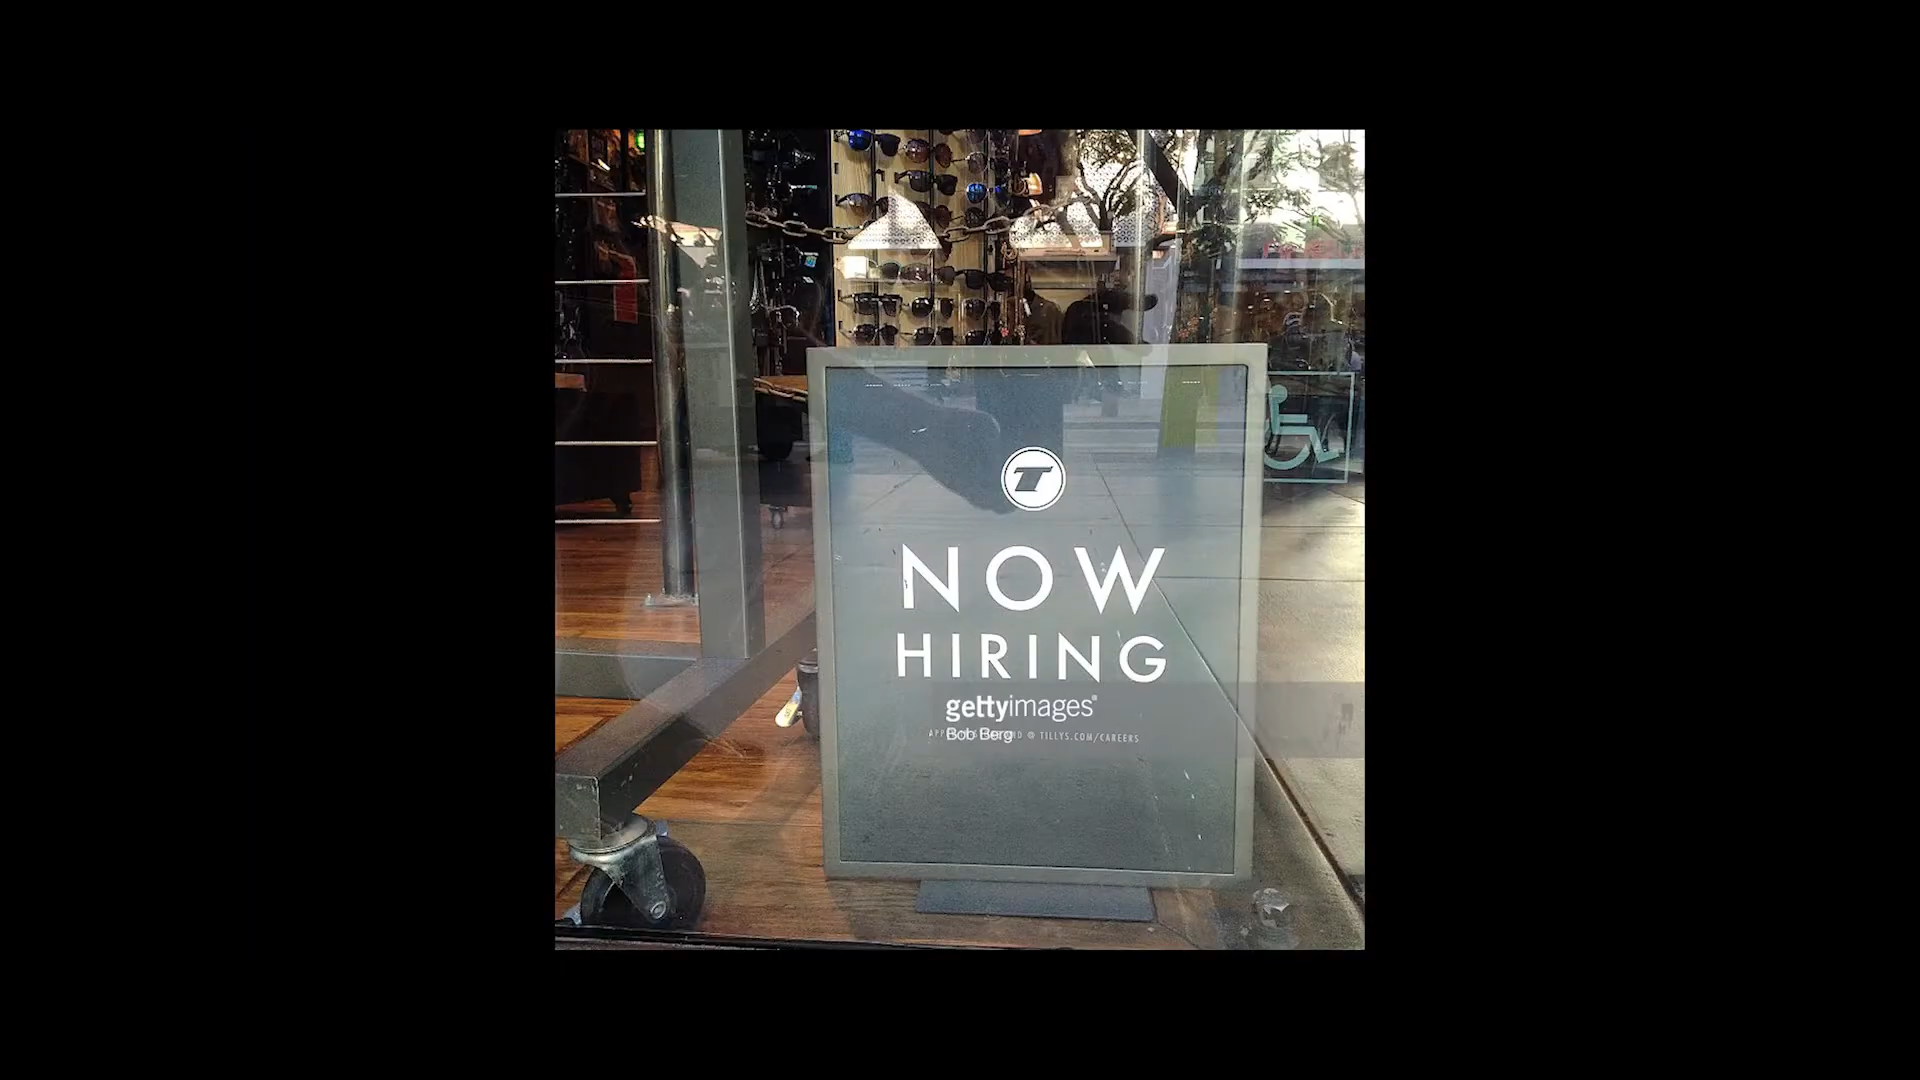 T
NOW
HIRING
gettyimages®
Bob Berg
@ TILLYS.COM/CAREERS